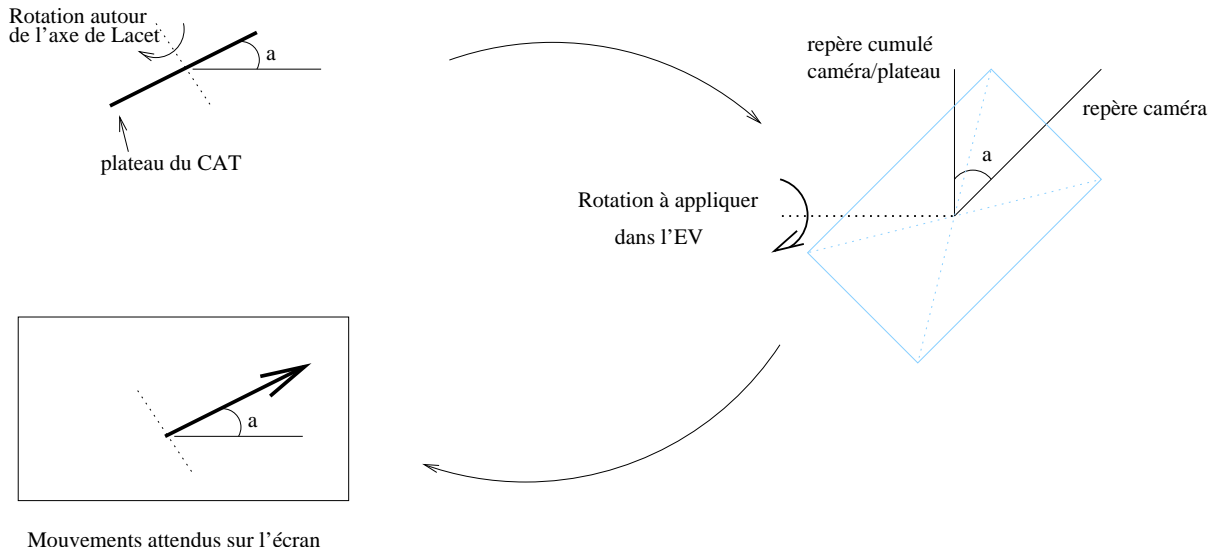 Rotation autour
de l'axe de Lacet
a
plateau du CAT
repère cumulé
caméra/plateau
repère caméra
a
Rotation à appliquer
dans l'EV
a
Mouvements attendus sur l'écran